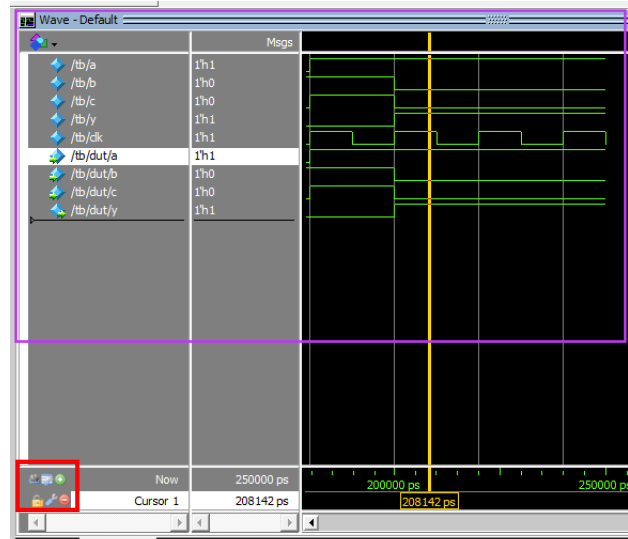 Wave - Default
Msgs
/tb/a 1'h1
/tb/b 1'h0
/tb/c 1'h0
/tb/y 1'h1
/tb/clk 1'h1
/tb/dut/a 1'h1
/tb/dut/b 1'h0
/tb/dut/c 1'h0
/tb/dut/y 1'h1
Now 250000 ps 200000 ps 250000 ps
Cursor 1 208142 ps 208142 ps